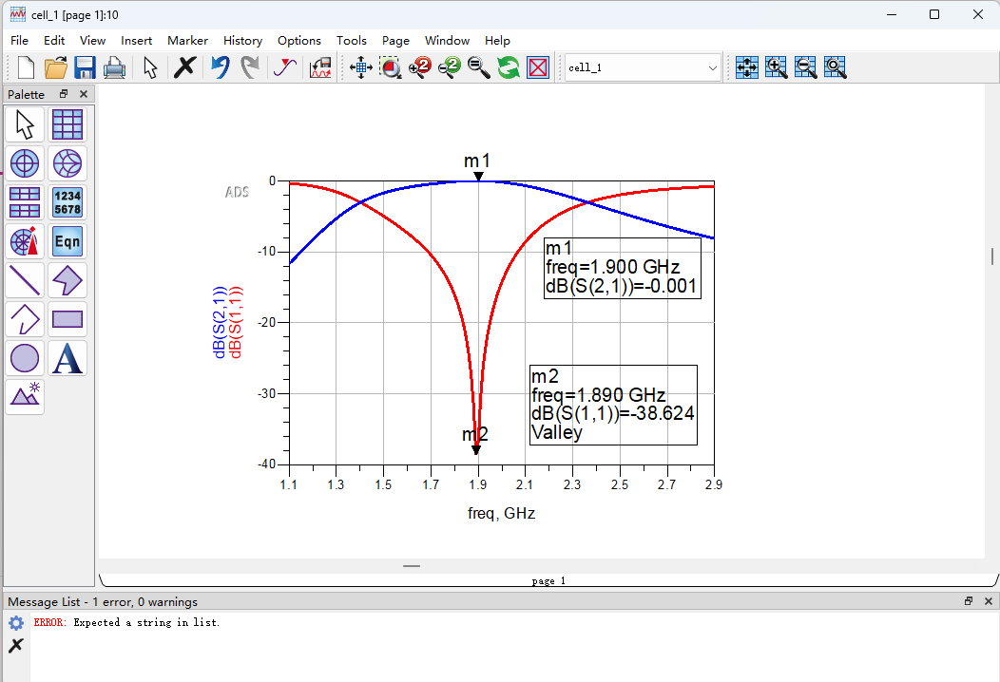 cell_1 [page 1]:10
File Edit View Insert Marker History Options Tools Page Window Help
+2 -2 cell_1
Palette
1234
5678
Eqn
A
ADS
m1
0
-10
-20
-30
-40
dB(S(2,1))
dB(S(1,1))
m1
freq=1.900 GHz
dB(S(2,1))=-0.001
m2
freq=1.890 GHz
dB(S(1,1))=-38.624
Valley
m2
1.1 1.3 1.5 1.7 1.9 2.1 2.3 2.5 2.7 2.9
freq, GHz
page 1
Message List - 1 error, 0 warnings
ERROR: Expected a string in list.